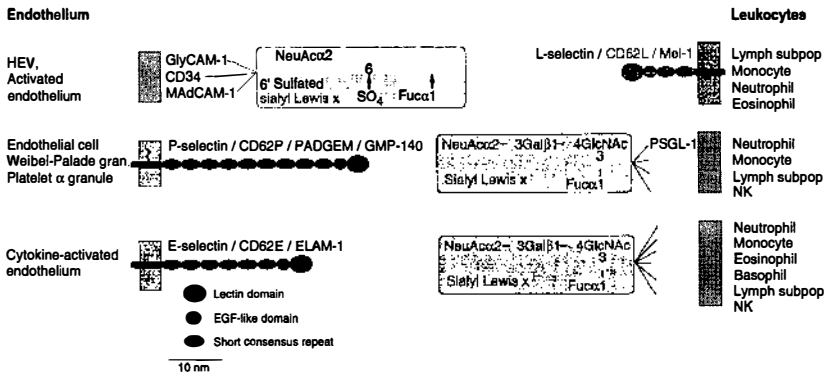 Endothelium
Leukocytes
HEV,
Activated
endothelium
GlyCAM-1
CD34
MAdCAM-1
NeuAcα2
6
6' Sulfated
sialyl Lewis x
SO4
Fucα1
L-selectin / CD62L / Mel-1
Lymph subpop
Monocyte
Neutrophil
Eosinophil
Endothelial cell
Weibel-Palade gran.
Platelet α granule
P-selectin / CD62P / PADGEM / GMP-140
NeuAcα2– 3Galβ1– 4GlcNAc
3
1
Sialyl Lewis x
Fucα1
PSGL-1
Neutrophil
Monocyte
Lymph subpop
NK
Cytokine-activated
endothelium
E-selectin / CD62E / ELAM-1
NeuAcα2– 3Galβ1– 4GlcNAc
3
1
Sialyl Lewis x
Fucα1
Neutrophil
Monocyte
Eosinophil
Basophil
Lymph subpop
NK
Lectin domain
EGF-like domain
Short consensus repeat
10 nm